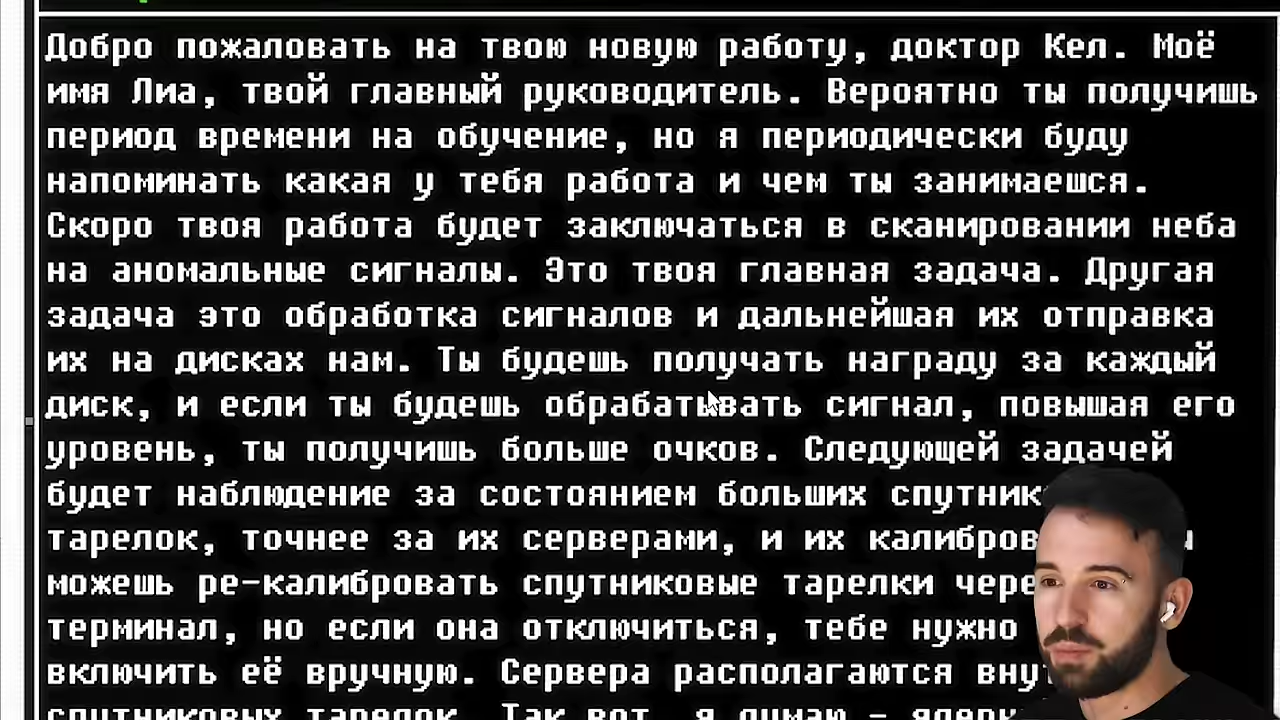 Добро пожаловать на твою новую работу, доктор Кел. Моё
имя Лиа, твой главный руководитель. Вероятно ты получишь
период времени на обучение, но я периодически буду
напоминать какая у тебя работа и чем ты занимаешся.
Скоро твоя работа будет заключаться в сканировании неба
на аномальные сигналы. Это твоя главная задача. Другая
задача это обработка сигналов и дальнейшая их отправка
их на дисках нам. Ты будешь получать награду за каждый
диск, и если ты будешь обрабатывать сигнал, повышая его
уровень, ты получишь больше очков. Следующей задачей
будет наблюдение за состоянием больших
тарелок, точнее за их серверами, и их
можешь ре-калибровать спутниковые тарелки
терминал, но если она отключиться, тебе нужно
включить её вручную. Сервера располагаются
спутниковых тарелок. Так вот, я думаю -